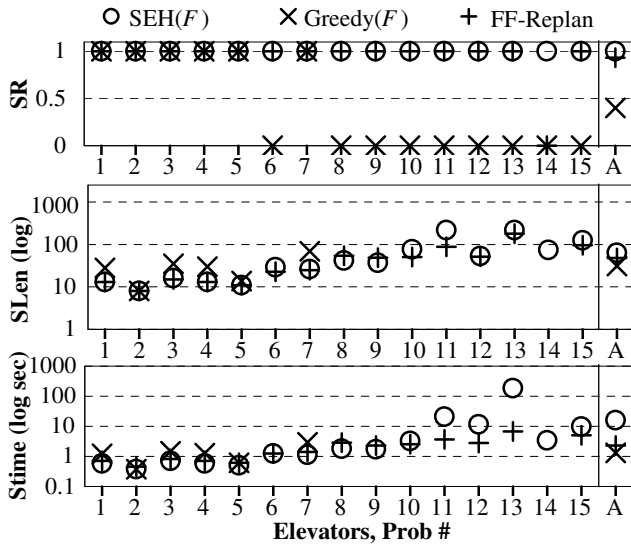 SEH(F) Greedy(F) FF-Replan
SR
1
0.5
0
1 2 3 4 5 6 7 8 9 10 11 12 13 14 15 A
SLen (log)
1000
100
10
1
1 2 3 4 5 6 7 8 9 10 11 12 13 14 15 A
Stime (log sec)
1000
100
10
1
0.1
1 2 3 4 5 6 7 8 9 10 11 12 13 14 15 A
Elevators, Prob #